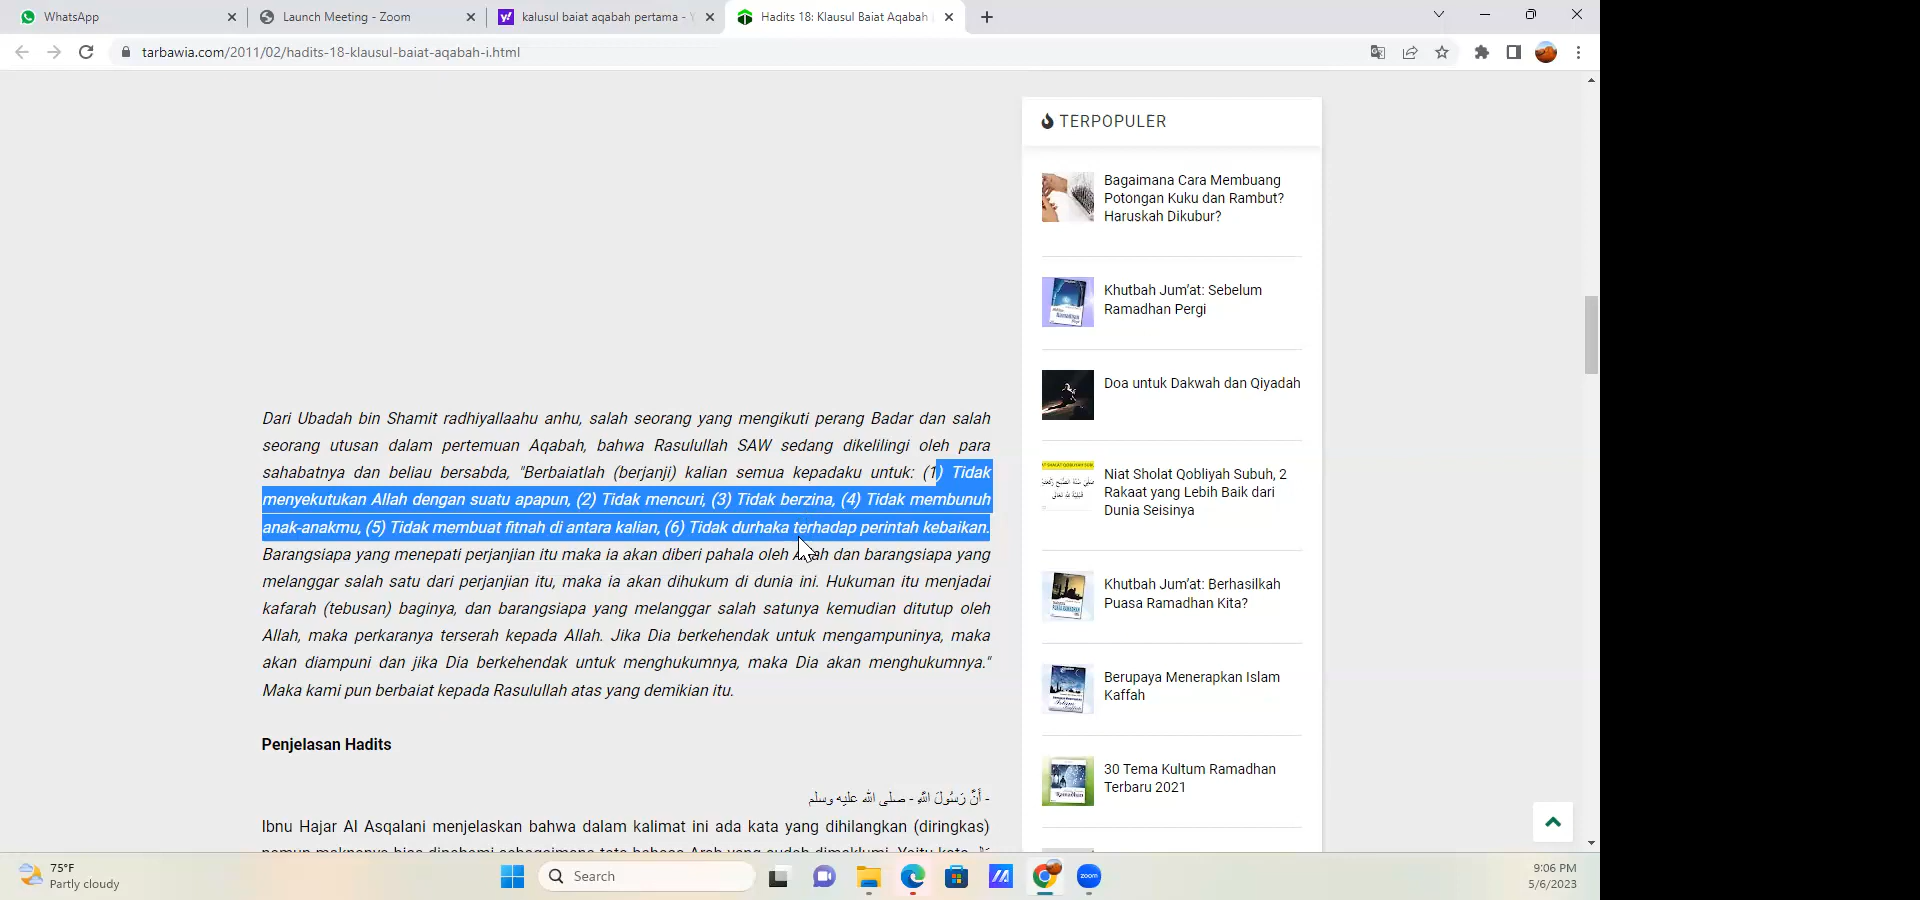 WhatsApp
Launch Meeting - Zoom
kalusul baiat aqabah pertama - Y
Hadits 18: Klausul Baiat Aqabah
tarbawia.com/2011/02/hadits-18-klausul-baiat-aqabah-i.html
Dari Ubadah bin Shamit radhiyallaahu anhu, salah seorang yang mengikuti perang Badar dan salah
seorang utusan dalam pertemuan Aqabah, bahwa Rasulullah SAW sedang dikelilingi oleh para
sahabatnya dan beliau bersabda, "Berbaiatlah (berjanji) kalian semua kepadaku untuk: (1) Tidak
menyekutukan Allah dengan suatu apapun, (2) Tidak mencuri, (3) Tidak berzina, (4) Tidak membunuh
anak-anakmu, (5) Tidak membuat fitnah di antara kalian, (6) Tidak durhaka terhadap perintah kebaikan.
Barangsiapa yang menepati perjanjian itu maka ia akan diberi pahala oleh Allah dan barangsiapa yang
melanggar salah satu dari perjanjian itu, maka ia akan dihukum di dunia ini. Hukuman itu menjadai
kafarah (tebusan) baginya, dan barangsiapa yang melanggar salah satunya kemudian ditutup oleh
Allah, maka perkaranya terserah kepada Allah. Jika Dia berkehendak untuk mengampuninya, maka
akan diampuni dan jika Dia berkehendak untuk menghukumnya, maka Dia akan menghukumnya."
Maka kami pun berbaiat kepada Rasulullah atas yang demikian itu.
Penjelasan Hadits
- أَنَّ رَسُولَ اللَّهِ - صلى الله عليه وسلم
Ibnu Hajar Al Asqalani menjelaskan bahwa dalam kalimat ini ada kata yang dihilangkan (diringkas)
TERPOPULER
Bagaimana Cara Membuang
Potongan Kuku dan Rambut?
Haruskah Dikubur?
Khutbah Jum'at: Sebelum
Ramadhan Pergi
Doa untuk Dakwah dan Qiyadah
Niat Sholat Qobliyah Subuh, 2
Rakaat yang Lebih Baik dari
Dunia Seisinya
Khutbah Jum'at: Berhasilkah
Puasa Ramadhan Kita?
Berupaya Menerapkan Islam
Kaffah
30 Tema Kultum Ramadhan
Terbaru 2021
75°F
Partly cloudy
Search
zoom
9:06 PM
5/6/2023